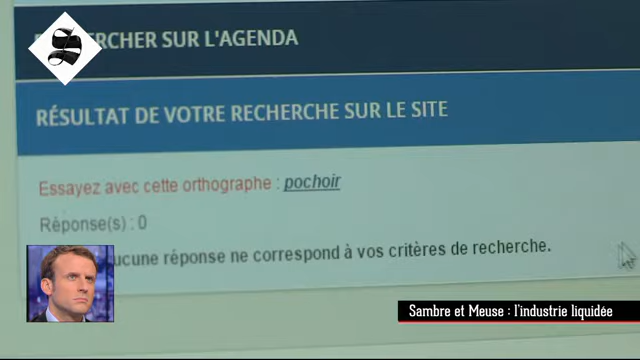 CHERCHER SUR L'AGENDA
RÉSULTAT DE VOTRE RECHERCHE SUR LE SITE
Essayez avec cette orthographe : pochoir
Réponse(s) : 0
ucune réponse ne correspond à vos critères de recherche.
Sambre et Meuse : l'industrie liquidée